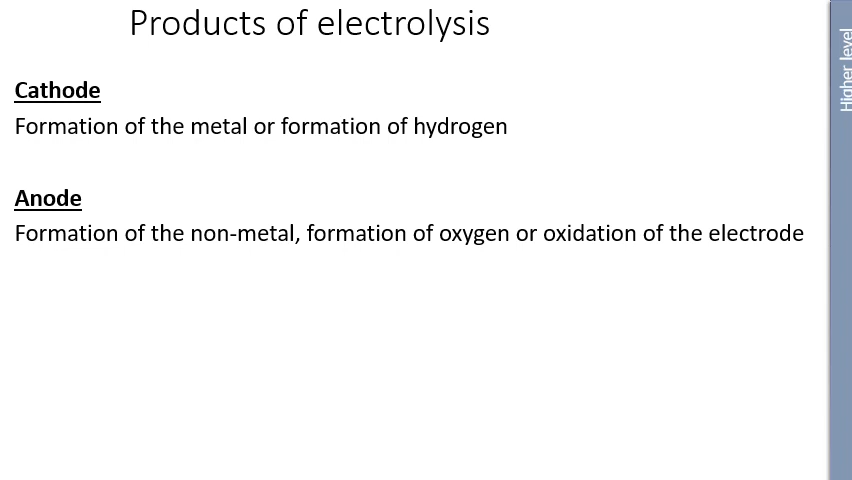 Products of electrolysis
Cathode
Formation of the metal or formation of hydrogen
Anode
Formation of the non-metal, formation of oxygen or oxidation of the electrode
Higher level